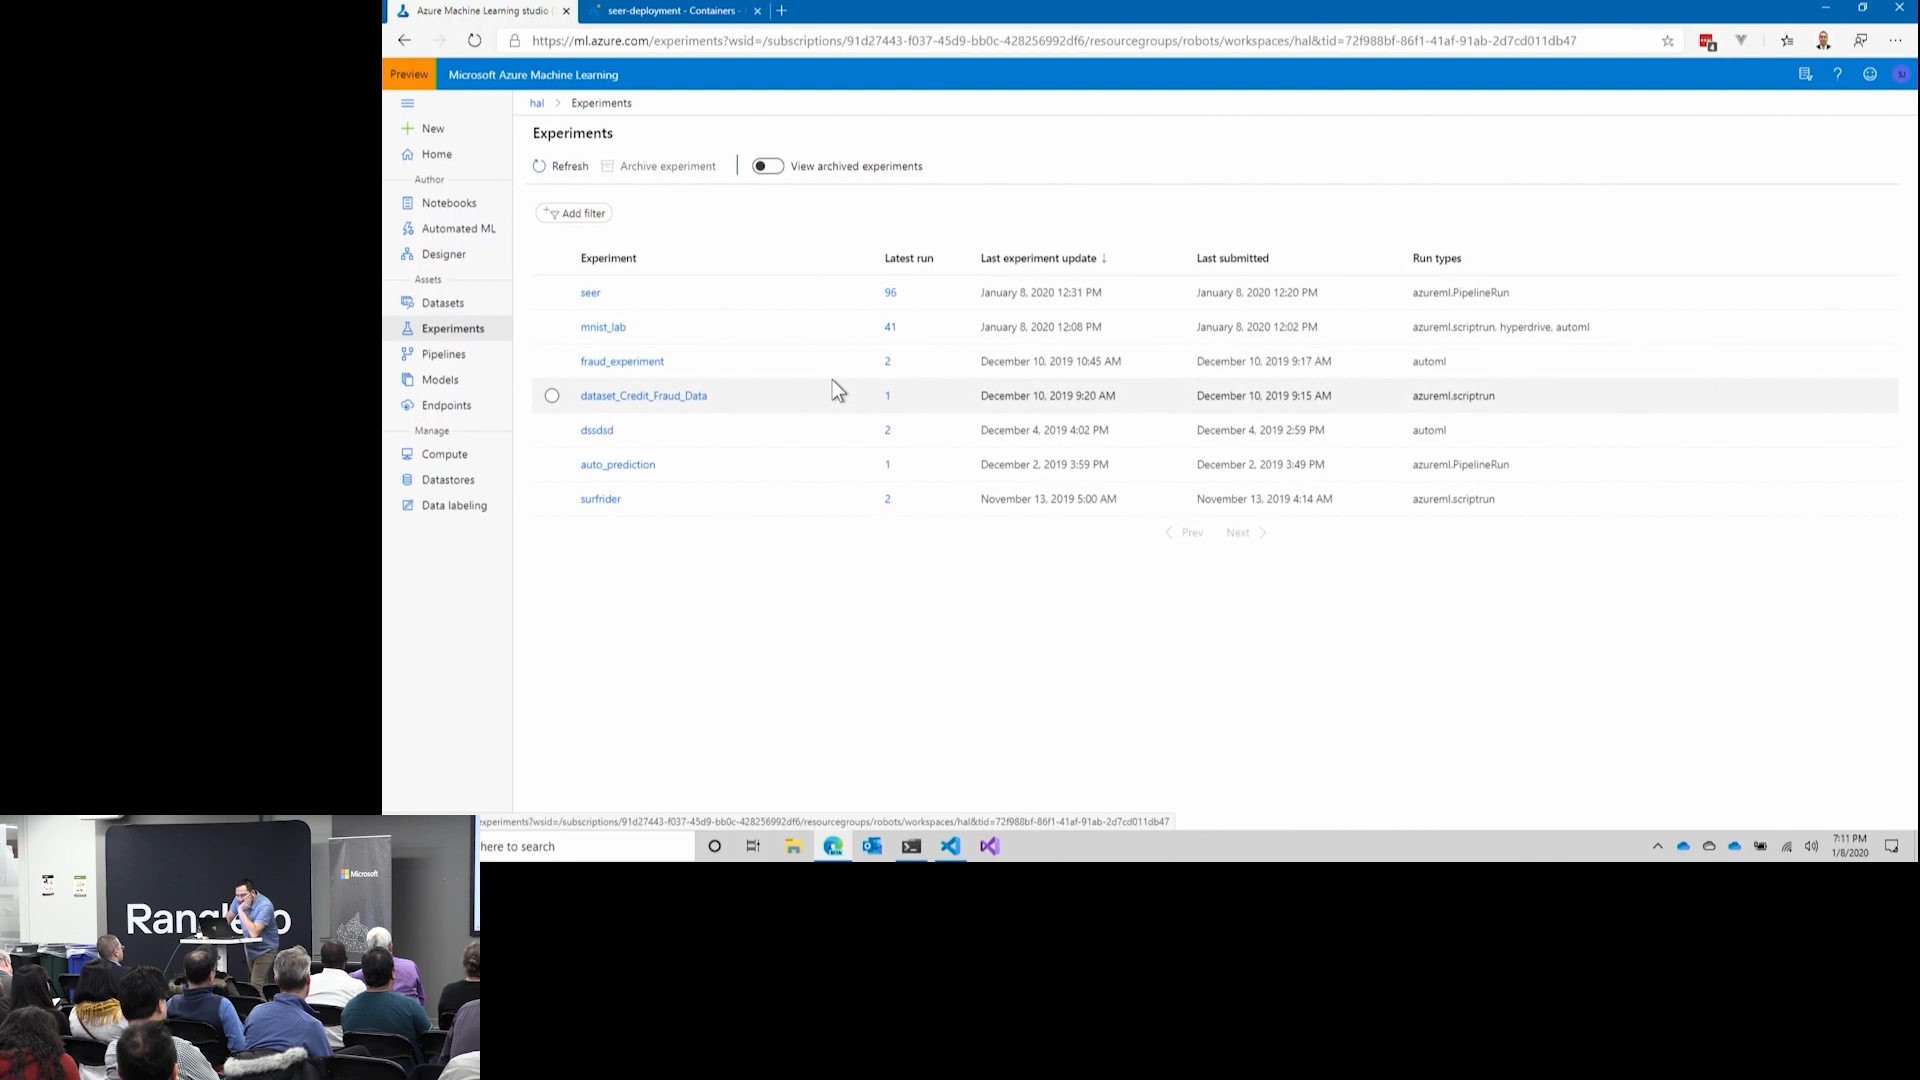 Azure Machine Learning studio
seer-deployment - Containers -
https://ml.azure.com/experiments?wsid=/subscriptions/91d27443-f037-45d9-bb0c-428256992df6/resourcegroups/robots/workspaces/hal&tid=72f988bf-86f1-41af-91ab-2d7cd011db47
Preview
Microsoft Azure Machine Learning
SJ
hal > Experiments
New
Home
Author
Notebooks
Automated ML
Designer
Assets
Datasets
Experiments
Pipelines
Models
Endpoints
Manage
Compute
Datastores
Data labeling
Experiments
Refresh
Archive experiment
View archived experiments
Add filter
Experiment Latest run Last experiment update ↓ Last submitted Run types
seer 96 January 8, 2020 12:31 PM January 8, 2020 12:20 PM azureml.PipelineRun
mnist_lab 41 January 8, 2020 12:08 PM January 8, 2020 12:02 PM azureml.scriptrun, hyperdrive, automl
fraud_experiment 2 December 10, 2019 10:45 AM December 10, 2019 9:17 AM automl
dataset_Credit_Fraud_Data 1 December 10, 2019 9:20 AM December 10, 2019 9:15 AM azureml.scriptrun
dssdsd 2 December 4, 2019 4:02 PM December 4, 2019 2:59 PM automl
auto_prediction 1 December 2, 2019 3:59 PM December 2, 2019 3:49 PM azureml.PipelineRun
surfrider 2 November 13, 2019 5:00 AM November 13, 2019 4:14 AM azureml.scriptrun
Prev Next
experiments?wsid=/subscriptions/91d27443-f037-45d9-bb0c-428256992df6/resourcegroups/robots/workspaces/hal&tid=72f988bf-86f1-41af-91ab-2d7cd011db47
here to search
7:11 PM
1/8/2020
Microsoft